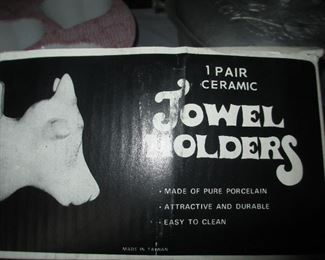 1 PAIR
CERAMIC
TOWEL
HOLDERS
• MADE OF PURE PORCELAIN
• ATTRACTIVE AND DURABLE
• EASY TO CLEAN
MADE IN TAIWAN